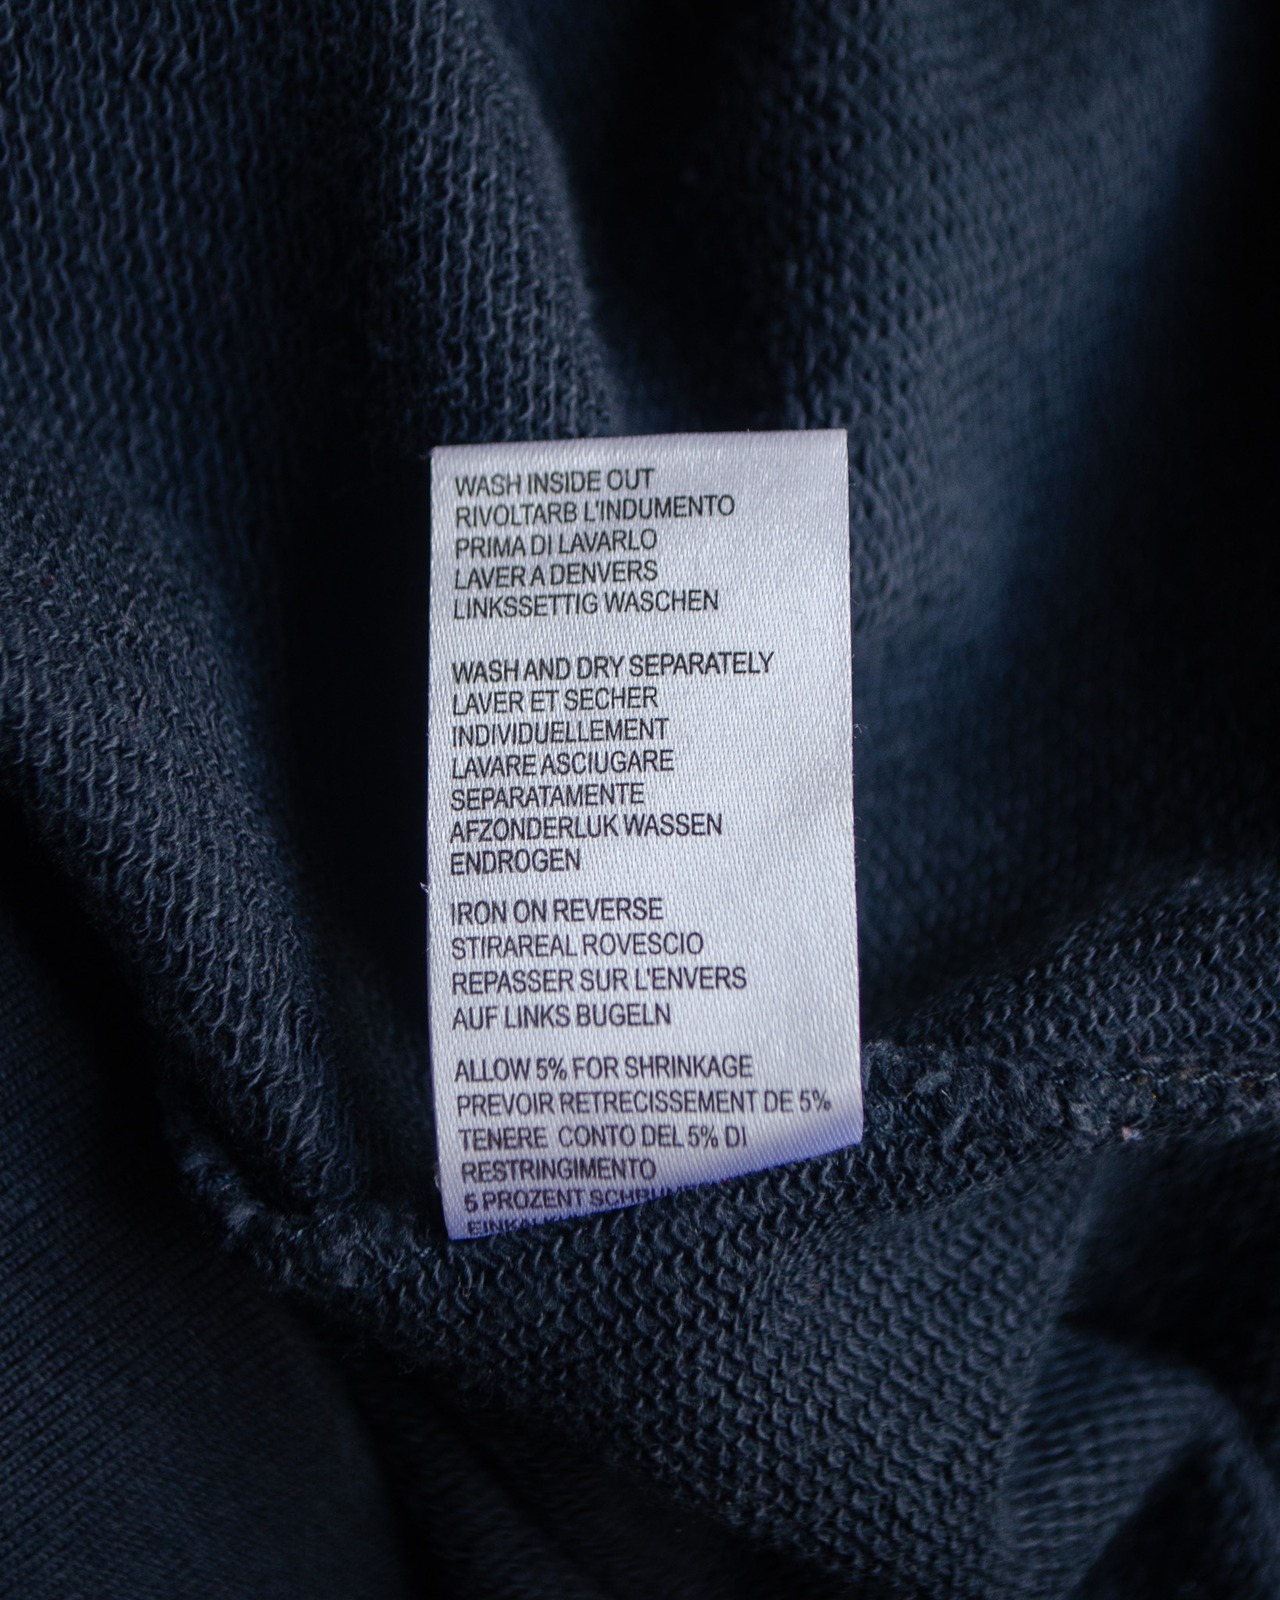 WASH INSIDE OUT
RIVOLTARB L'INDUMENTO
PRIMA DI LAVARLO
LAVER A DENVERS
LINKSSETTIG WASCHEN
WASH AND DRY SEPARATELY
LAVER ET SECHER
INDIVIDUELLEMENT
LAVARE ASCIUGARE
SEPARATAMENTE
AFZONDERLUK WASSEN
ENDROGEN
IRON ON REVERSE
STIRAREAL ROVESCIO
REPASSER SUR L'ENVERS
AUF LINKS BUGELN
ALLOW 5% FOR SHRINKAGE
PREVOIR RETRECISSEMENT DE 5%
TENERE CONTO DEL 5% DI
RESTRINGIMENTO
5 PROZENT